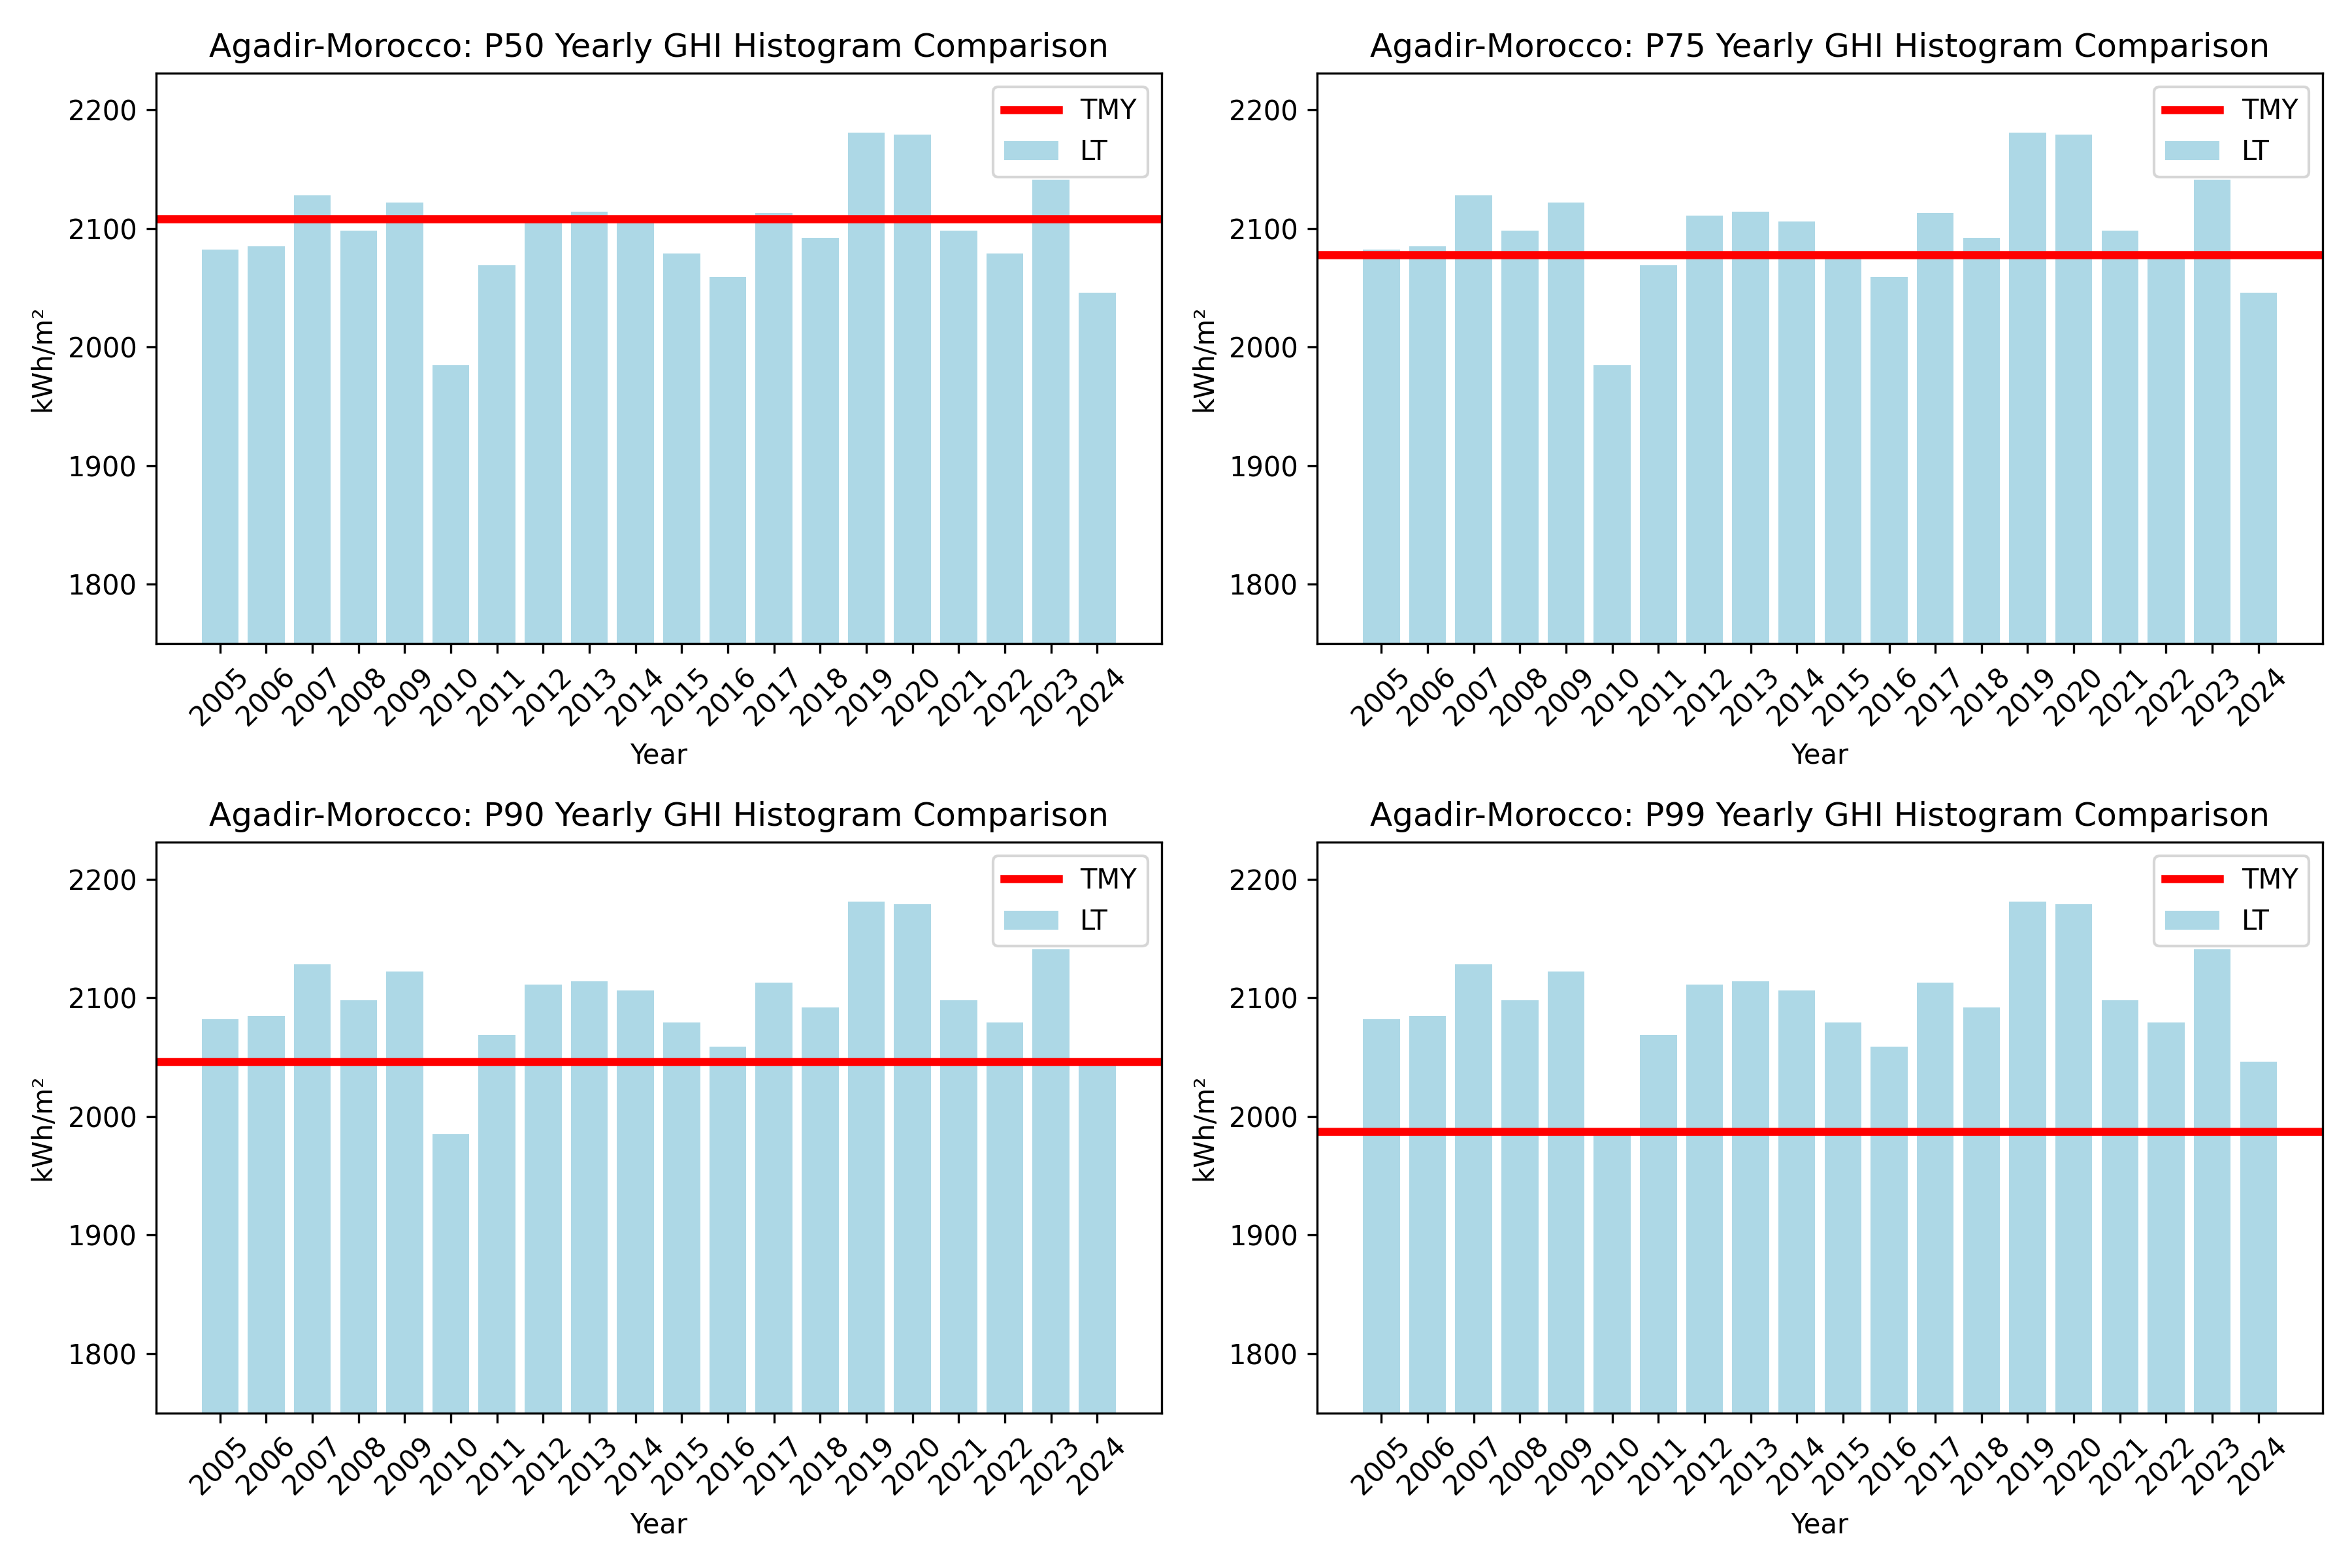 Agadir-Morocco: P50 Yearly GHI Histogram Comparison
2200
2100
2000
1900
1800
kWh/m²
TMY
LT
2005 2006 2007 2008 2009 2010 2011 2012 2013 2014 2015 2016 2017 2018 2019 2020 2021 2022 2023 2024
Year
Agadir-Morocco: P75 Yearly GHI Histogram Comparison
2200
2100
2000
1900
1800
kWh/m²
TMY
LT
2005 2006 2007 2008 2009 2010 2011 2012 2013 2014 2015 2016 2017 2018 2019 2020 2021 2022 2023 2024
Year
Agadir-Morocco: P90 Yearly GHI Histogram Comparison
2200
2100
2000
1900
1800
kWh/m²
TMY
LT
2005 2006 2007 2008 2009 2010 2011 2012 2013 2014 2015 2016 2017 2018 2019 2020 2021 2022 2023 2024
Year
Agadir-Morocco: P99 Yearly GHI Histogram Comparison
2200
2100
2000
1900
1800
kWh/m²
TMY
LT
2005 2006 2007 2008 2009 2010 2011 2012 2013 2014 2015 2016 2017 2018 2019 2020 2021 2022 2023 2024
Year